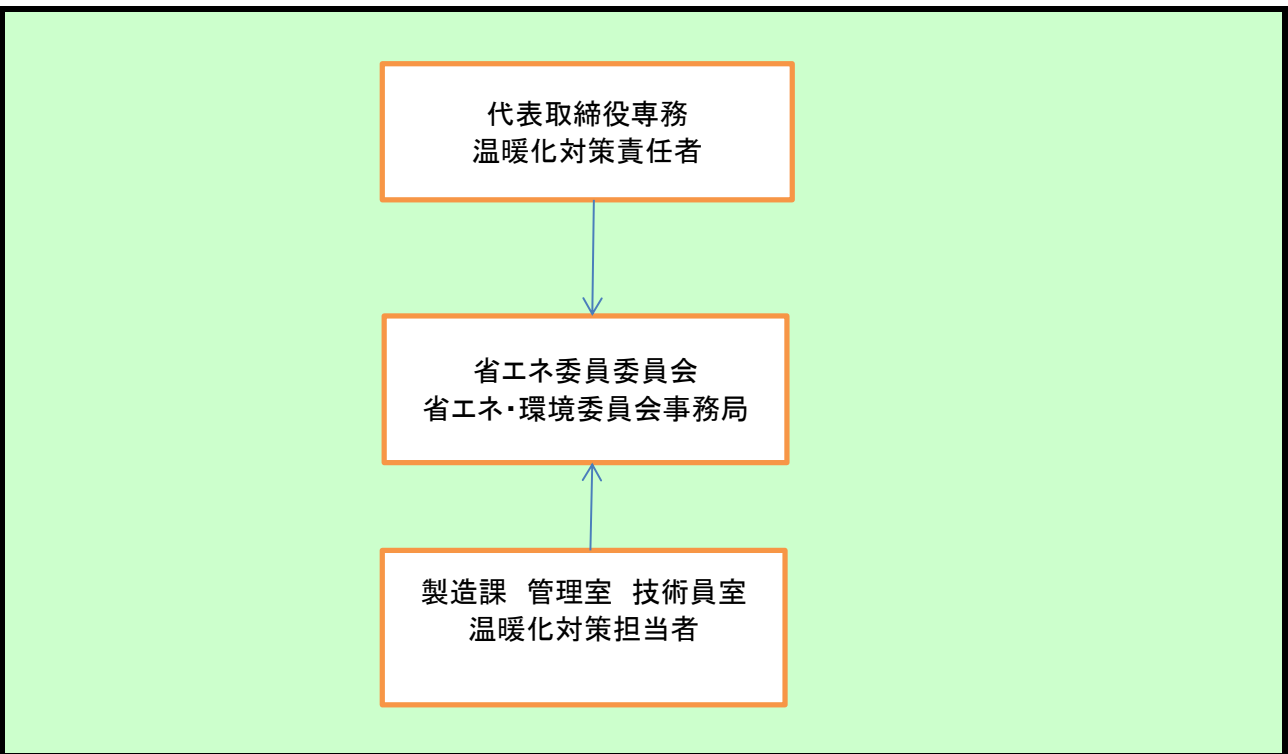 代表取締役専務
温暖化対策責任者
省エネ委員委員会
省エネ・環境委員会事務局
製造課　管理室　技術員室
温暖化対策担当者